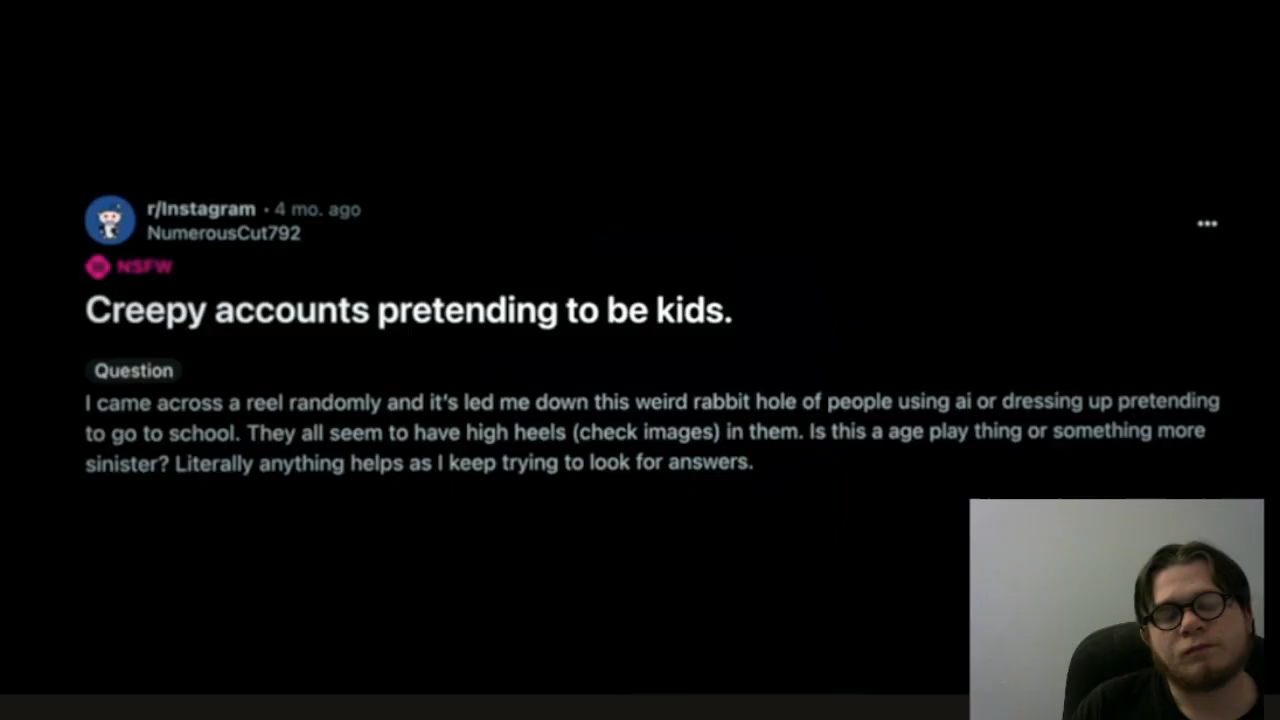 r/Instagram • 4 mo. ago
NumerousCut792
NSFW
Creepy accounts pretending to be kids.
Question
I came across a reel randomly and it's led me down this weird rabbit hole of people using ai or dressing up pretending
to go to school. They all seem to have high heels (check images) in them. Is this a age play thing or something more
sinister? Literally anything helps as I keep trying to look for answers.